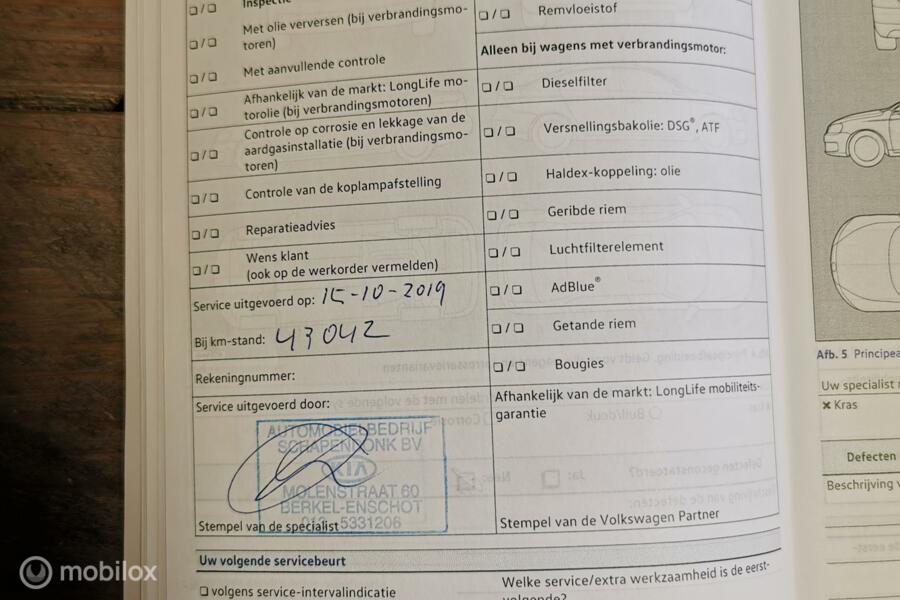 ❑ / ❑ Inspectie
❑ / ❑ Met olie verversen (bij verbrandingsmo-
toren)
❑ / ❑ Met aanvullende controle
❑ / ❑ Afhankelijk van de markt: LongLife mo-
torolie (bij verbrandingsmotoren)
❑ / ❑ Controle op corrosie en lekkage van de
aardgasinstallatie (bij verbrandingsmo-
toren)
❑ / ❑ Controle van de koplampafstelling
❑ / ❑ Reparatieadvies
❑ / ❑ Wens klant
(ook op de werkorder vermelden)
Service uitgevoerd op: 15-10-2019
Bij km-stand: 43042
Rekeningnummer:
Service uitgevoerd door:
AUTOMOBIELBEDRIJF
SCHAPENDONK BV
KIA
MOLENSTRAAT 60
BERKEL-ENSCHOT
5331206
Stempel van de specialist
❑ / ❑ Remvloeistof
Alleen bij wagens met verbrandingsmotor:
❑ / ❑ Dieselfilter
❑ / ❑ Versnellingsbakolie: DSG®, ATF
❑ / ❑ Haldex-koppeling: olie
❑ / ❑ Geribde riem
❑ / ❑ Luchtfilterelement
❑ / ❑ AdBlue®
❑ / ❑ Getande riem
❑ / ❑ Bougies
Afhankelijk van de markt: LongLife mobiliteits-
garantie
Stempel van de Volkswagen Partner
Uw volgende servicebeurt
❑ volgens service-intervalindicatie
Welke service/extra werkzaamheid is de eerst-
volgende?
Afb. 5 Principea
Uw specialist
✕ Kras
Defecten
Beschrijving v
mobilox